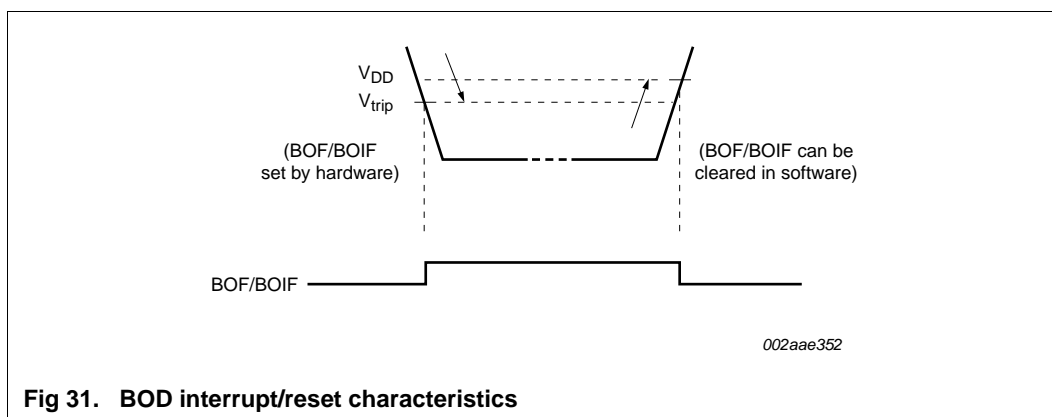 VDD
Vtrip
(BOF/BOIF
set by hardware)
(BOF/BOIF can be
cleared in software)
BOF/BOIF
002aae352
Fig 31. BOD interrupt/reset characteristics